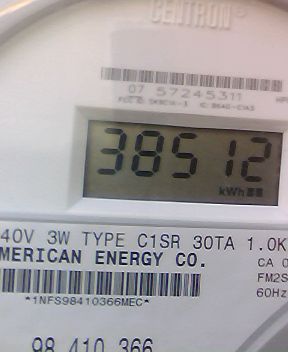 CENTRON®
07 57245311
38512
kWh
40V 3W TYPE C1SR 30TA 1.0K
MERICAN ENERGY CO.
CA 0
FM2S
60Hz
*1NFS98410366MEC*
98 410 366